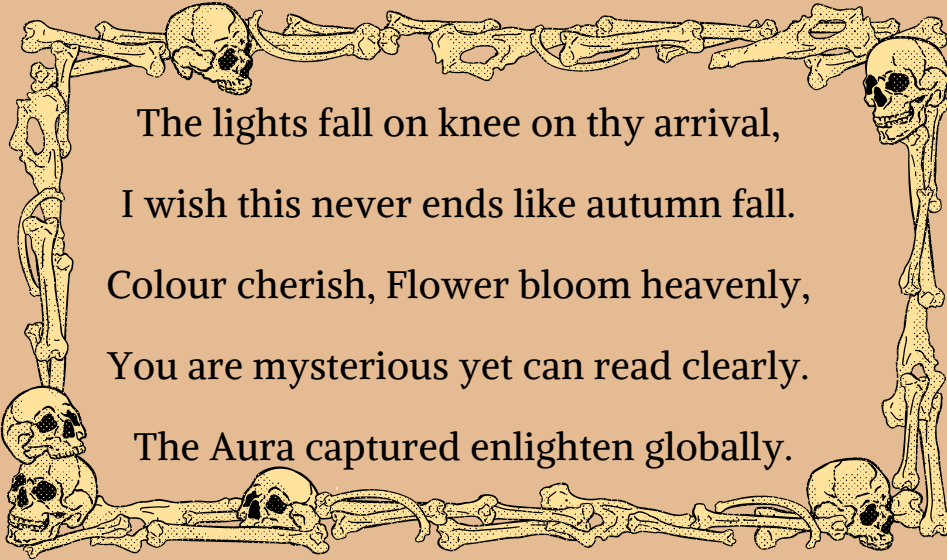 The lights fall on knee on thy arrival,
I wish this never ends like autumn fall.
Colour cherish, Flower bloom heavenly,
You are mysterious yet can read clearly.
The Aura captured enlighten globally.